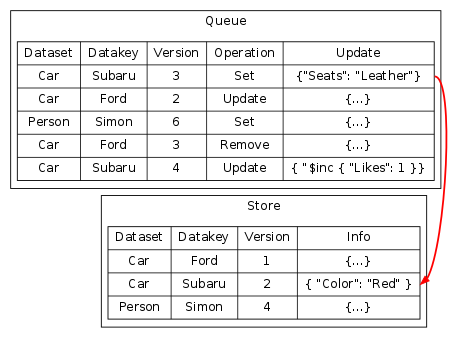 Queue
Dataset Datakey Version Operation Update
Car Subaru 3 Set {"Seats": "Leather"}
Car Ford 2 Update {...}
Person Simon 6 Set {...}
Car Ford 3 Remove {...}
Car Subaru 4 Update { "$inc { "Likes": 1 }}
Store
Dataset Datakey Version Info
Car Ford 1 {...}
Car Subaru 2 { "Color": "Red" }
Person Simon 4 {...}